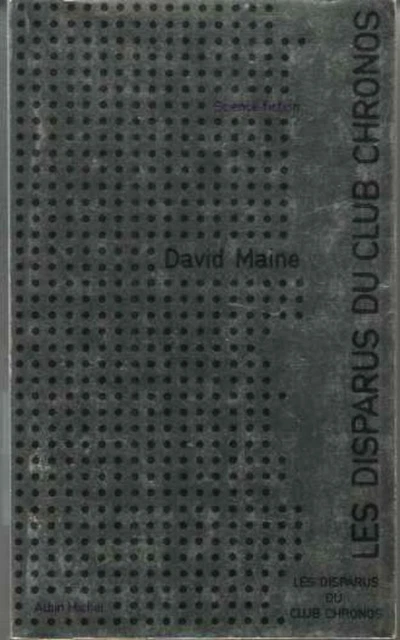 Science-fiction
David Maine
LES DISPARUS DU CLUB CHRONOS
LES DISPARUS
DU
CLUB CHRONOS
Albin Michel